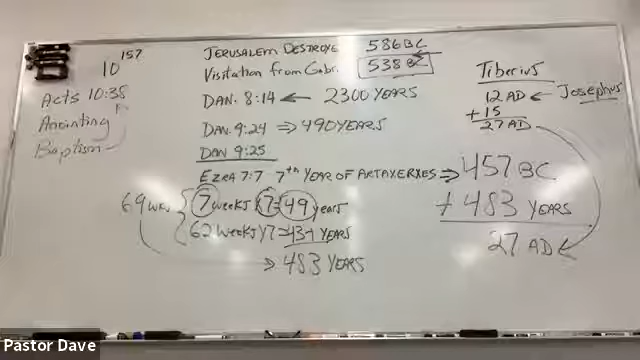 10^157
Acts 10:38
Anointing
Baptism
JERUSALEM DESTROYE 586BC
Visitation from Gabr. 538 BC
DAN. 8:14 ← 2300 YEARS
DAN. 9:24 ⇒ 490 YEARS
DAN 9:25
EZRA 7:7 7th YEAR OF ARTAXERXES ⇒ 457 BC
69 WK
7 weeks x 7 = 49 years
62 weeks x 7 = 434 YEARS
⇒ 483 YEARS
Tiberius
12 AD ← Josephus
+ 15
27 AD
+ 483 YEARS
27 AD
Pastor Dave